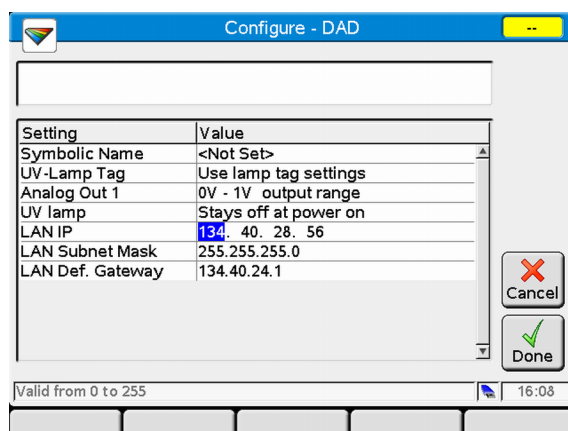 Configure - DAD
--
Setting Value
Symbolic Name <Not Set>
UV-Lamp Tag Use lamp tag settings
Analog Out 1 0V - 1V output range
UV lamp Stays off at power on
LAN IP 134. 40. 28. 56
LAN Subnet Mask 255.255.255.0
LAN Def. Gateway 134.40.24.1
Cancel
Done
Valid from 0 to 255 16:08